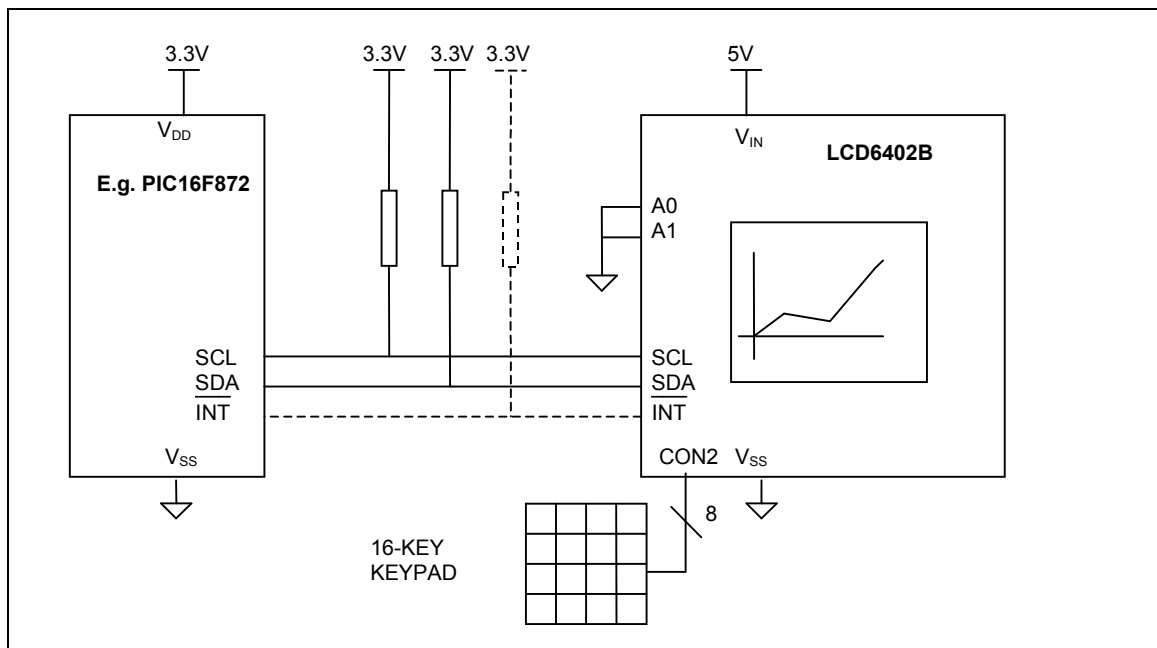 3.3V 3.3V 3.3V 3.3V 5V
VDD
VIN
E.g. PIC16F872
LCD6402B
A0
A1
SCL
SDA
INT
SCL
SDA
INT
VSS
CON2 VSS
8
16-KEY
KEYPAD